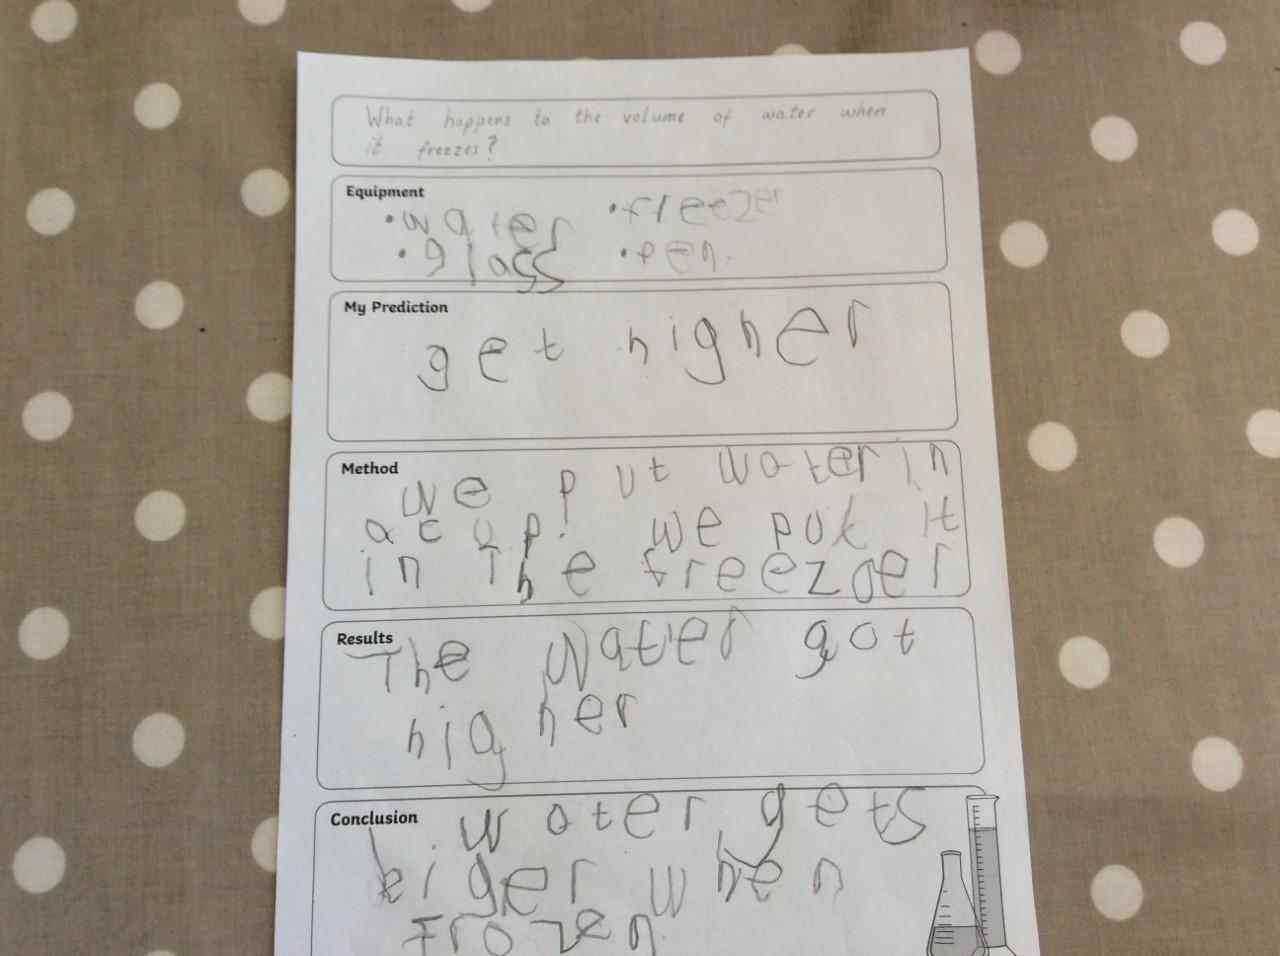 What happens to the volume of water when
it freezes?
Equipment
•water •freezer
•glass •pen.
My Prediction
get higher
Method
we put water in
a cup. we put it
in The freezer
Results
The water got
higher
Conclusion
water gets
biger when
frozen